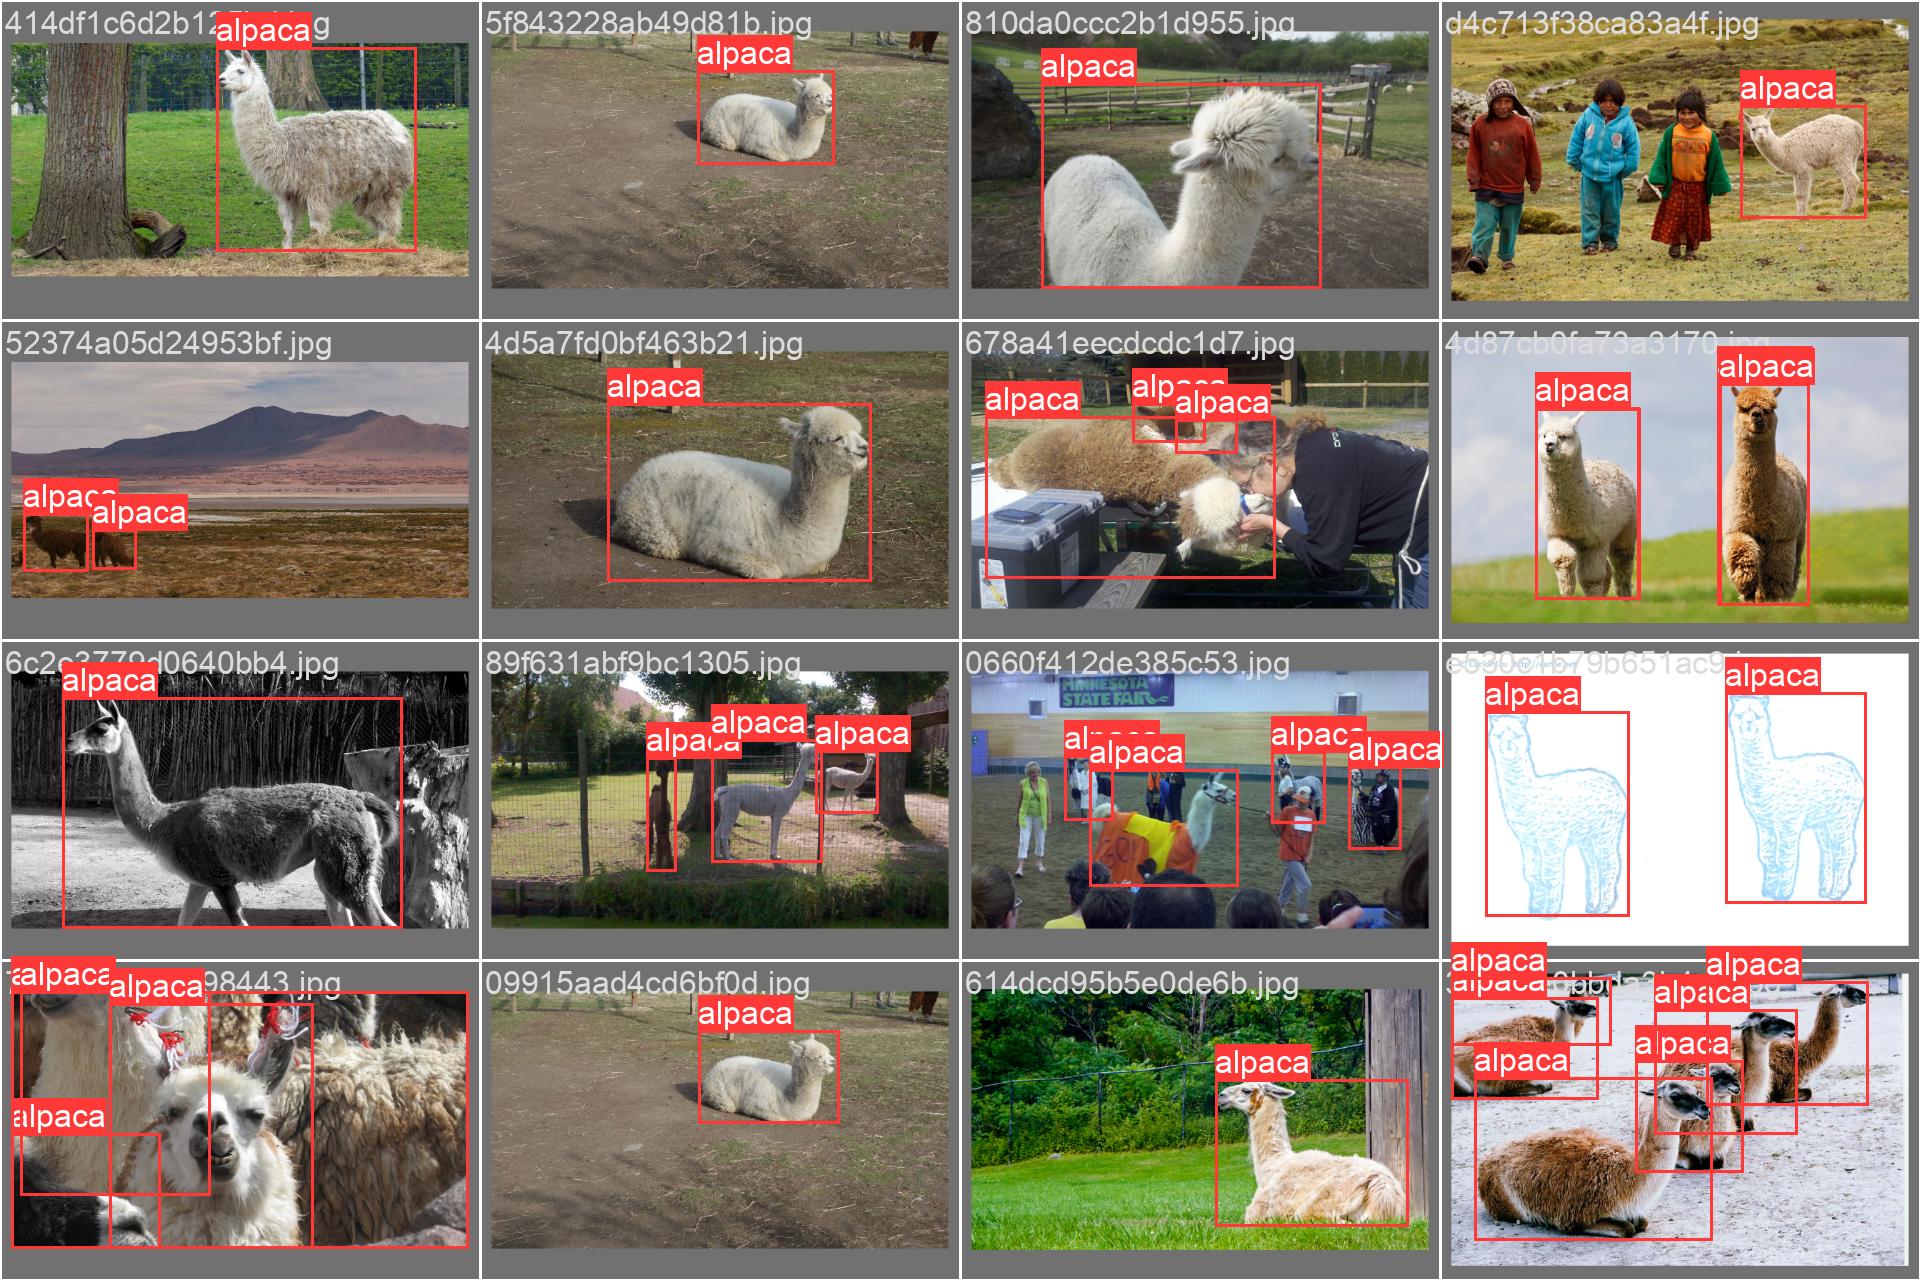 alpaca
5f843228ab49d81b.jpg
alpaca
810da0ccc2b1d955.jpg
alpaca
d4c713f38ca83a4f.jpg
alpaca
52374a05d24953bf.jpg
alpaca
alpaca
4d5a7fd0bf463b21.jpg
alpaca
678a41eecdcdc1d7.jpg
alpaca
alpaca
alpaca
4d87cb0fa73a3170.jpg
alpaca
alpaca
alpaca
89f631abf9bc1305.jpg
alpaca
alpaca
alpaca
0660f412de385c53.jpg
MINNESOTA
STATE FAIR
alpaca
alpaca
alpaca
alpaca
alpaca
alpaca
alpaca
alpaca
98443.jpg
alpaca
09915aad4cd6bf0d.jpg
alpaca
614dcd95b5e0de6b.jpg
alpaca
alpaca
alpaca
alpaca
alpaca
alpaca
alpaca